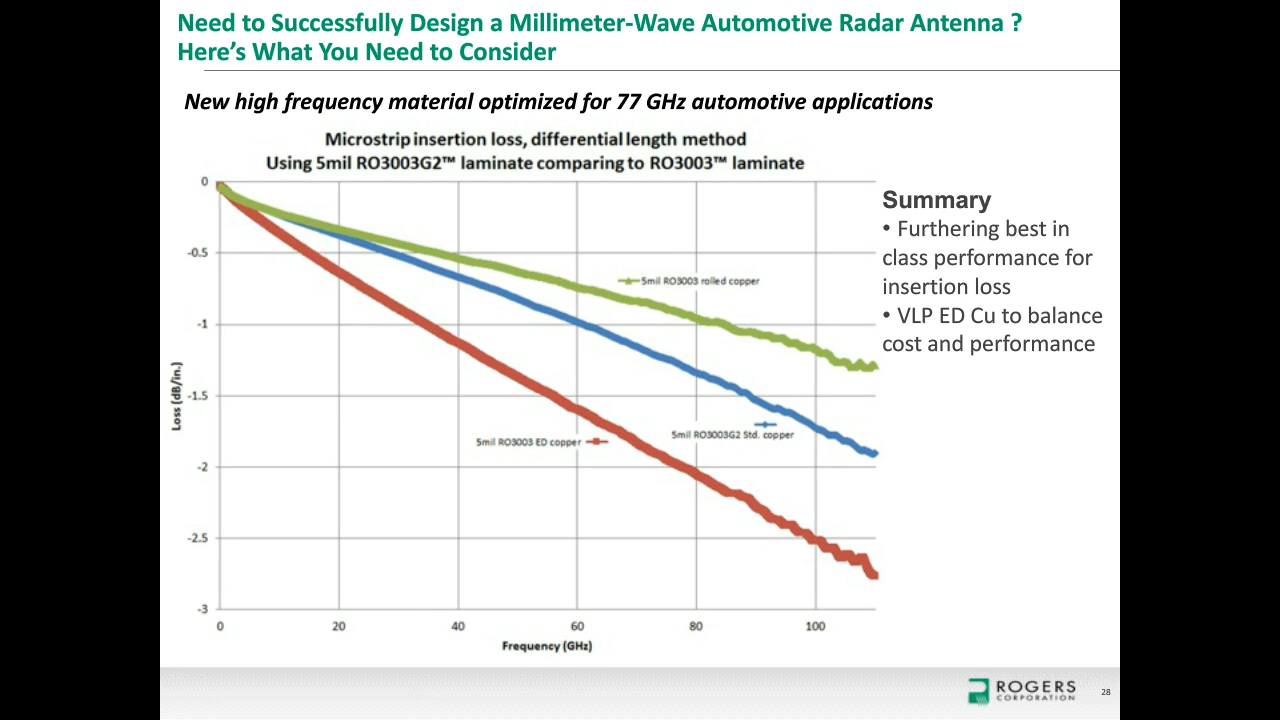 Need to Successfully Design a Millimeter-Wave Automotive Radar Antenna ?
Here’s What You Need to Consider
New high frequency material optimized for 77 GHz automotive applications
Microstrip insertion loss, differential length method
Using 5mil RO3003G2™ laminate comparing to RO3003™ laminate
0
-0.5
-1
-1.5
-2
-2.5
-3
Loss (dB/in.)
5mil RO3003 rolled copper
5mil RO3003G2 Std. copper
5mil RO3003 ED copper
0 20 40 60 80 100
Frequency (GHz)
Summary
• Furthering best in
class performance for
insertion loss
• VLP ED Cu to balance
cost and performance
ROGERS
CORPORATION
28